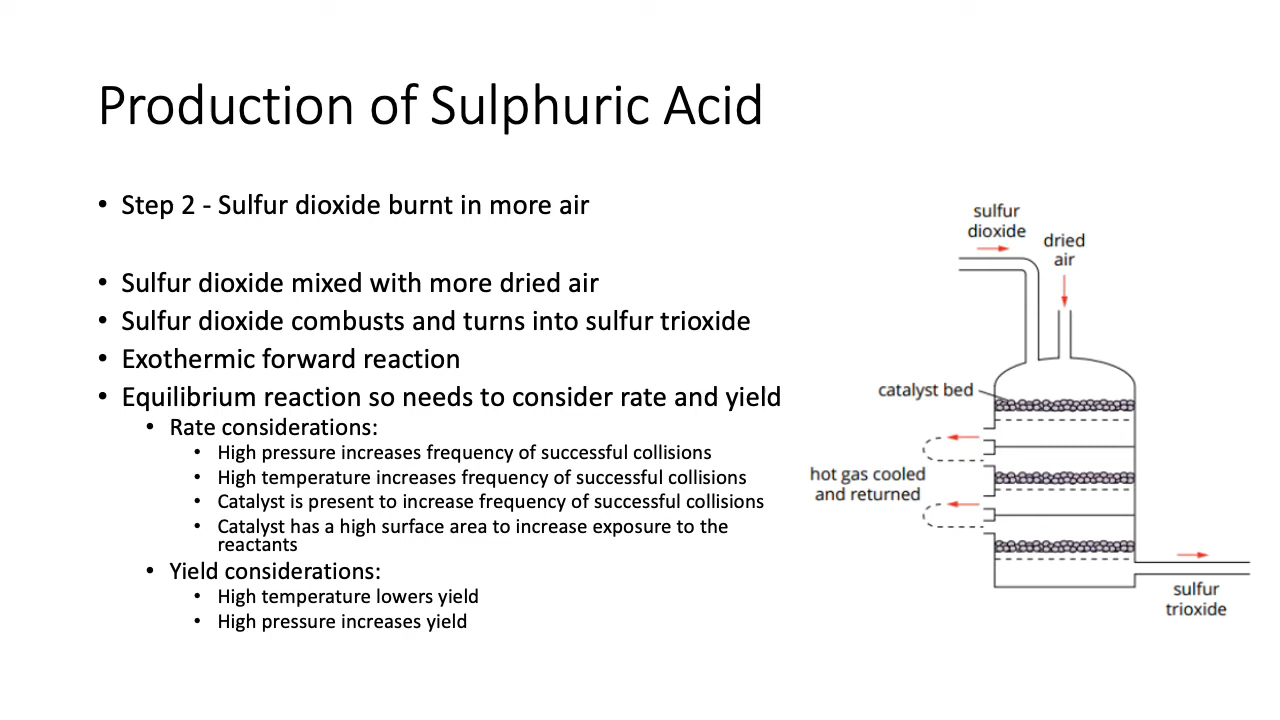 Production of Sulphuric Acid
• Step 2 - Sulfur dioxide burnt in more air
• Sulfur dioxide mixed with more dried air
• Sulfur dioxide combusts and turns into sulfur trioxide
• Exothermic forward reaction
• Equilibrium reaction so needs to consider rate and yield
• Rate considerations:
• High pressure increases frequency of successful collisions
• High temperature increases frequency of successful collisions
• Catalyst is present to increase frequency of successful collisions
• Catalyst has a high surface area to increase exposure to the
reactants
• Yield considerations:
• High temperature lowers yield
• High pressure increases yield
sulfur
dioxide
dried
air
catalyst bed
hot gas cooled
and returned
sulfur
trioxide